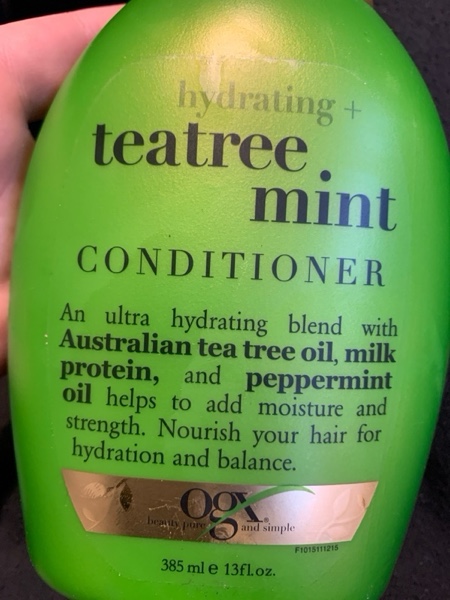 hydrating +
teatree
mint
CONDITIONER
An ultra hydrating blend with
Australian tea tree oil, milk
protein, and peppermint
oil helps to add moisture and
strength. Nourish your hair for
hydration and balance.
ogx®
beauty pure and simple
F1015111215
385 ml e 13fl.oz.